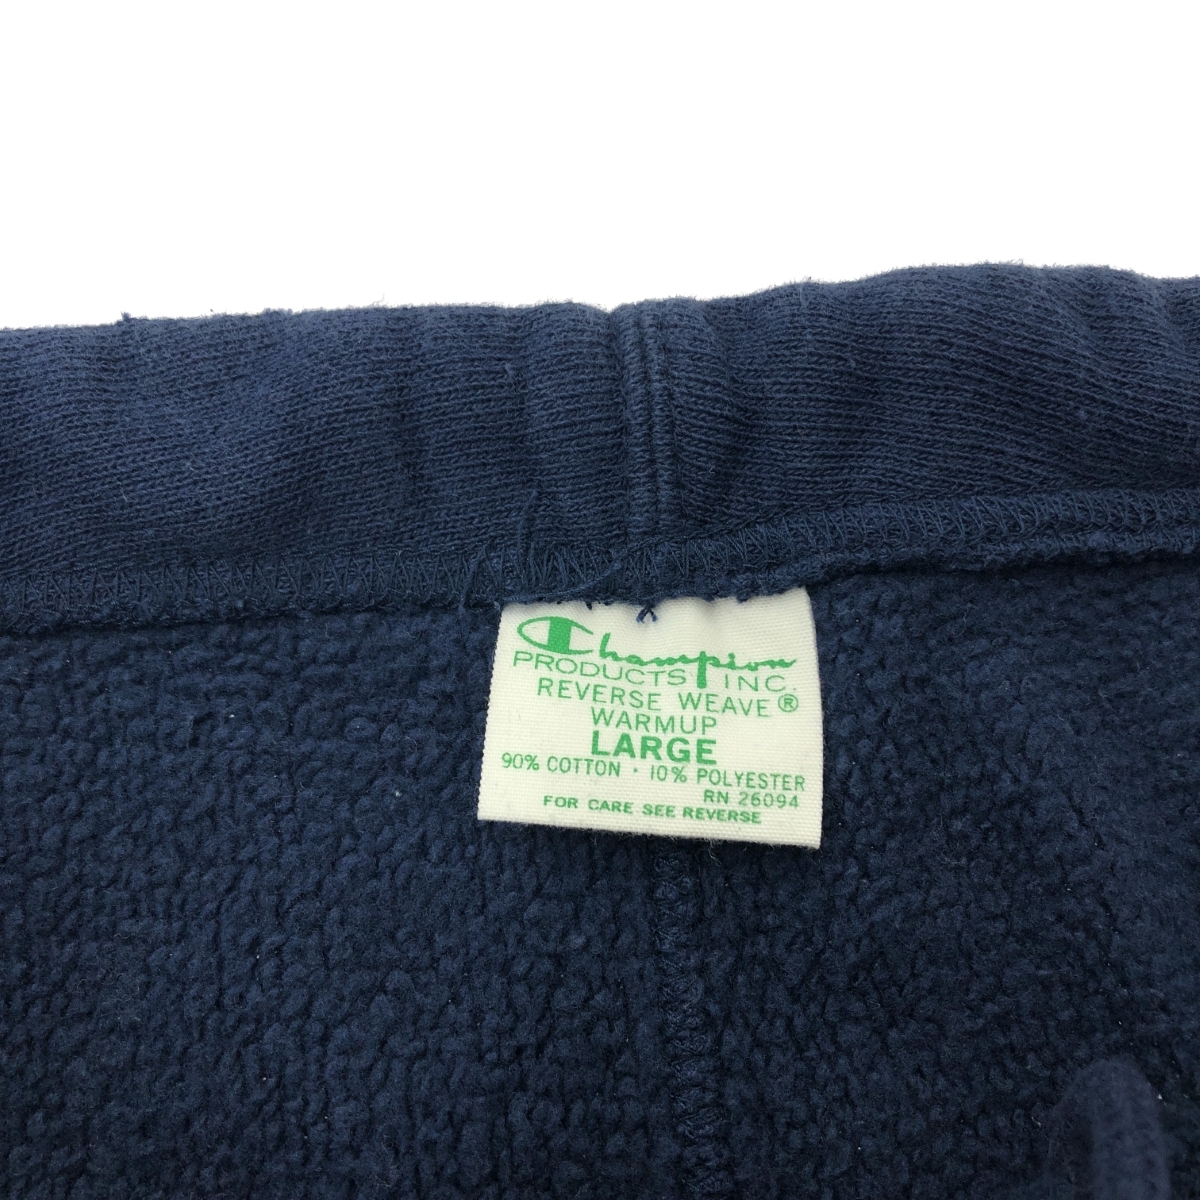 Champion
PRODUCTS INC.
REVERSE WEAVE®
WARMUP
LARGE
90% COTTON · 10% POLYESTER
RN 26094
FOR CARE SEE REVERSE